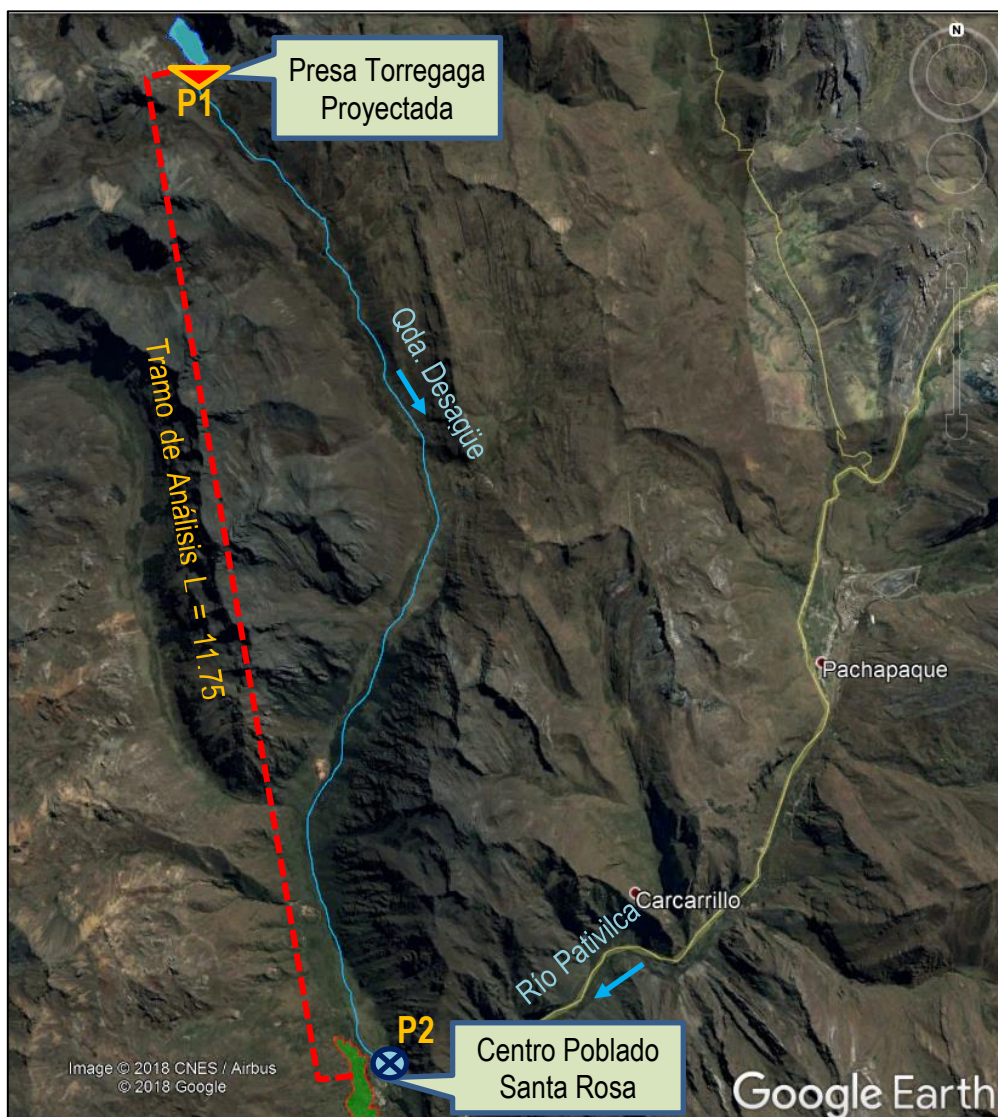 N
Presa Torregaga
Proyectada
P1
Qda. Desaqüe
Tramo de Análisis L = 11.75
Pachapaque
Carcarrillo
Río Pativilca
P2
Centro Poblado
Santa Rosa
Image © 2018 CNES / Airbus
© 2018 Google
Google Earth